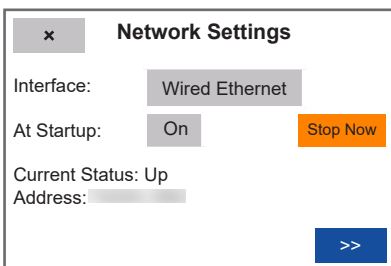 × Network Settings
Interface: Wired Ethernet
At Startup: On Stop Now
Current Status: Up
Address:
>>